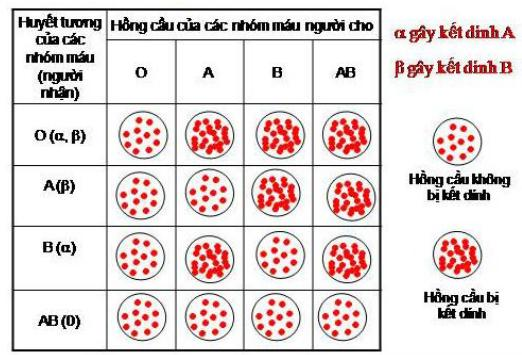 Huyết tương
của các
nhóm máu
(người
nhận)
Hồng cầu của các nhóm máu người cho
O
A
B
AB
O (α, β)
A(β)
B (α)
AB (0)
α gây kết dính A
β gây kết dính B
Hồng cầu không
bị kết dính
Hồng cầu bị
kết dính